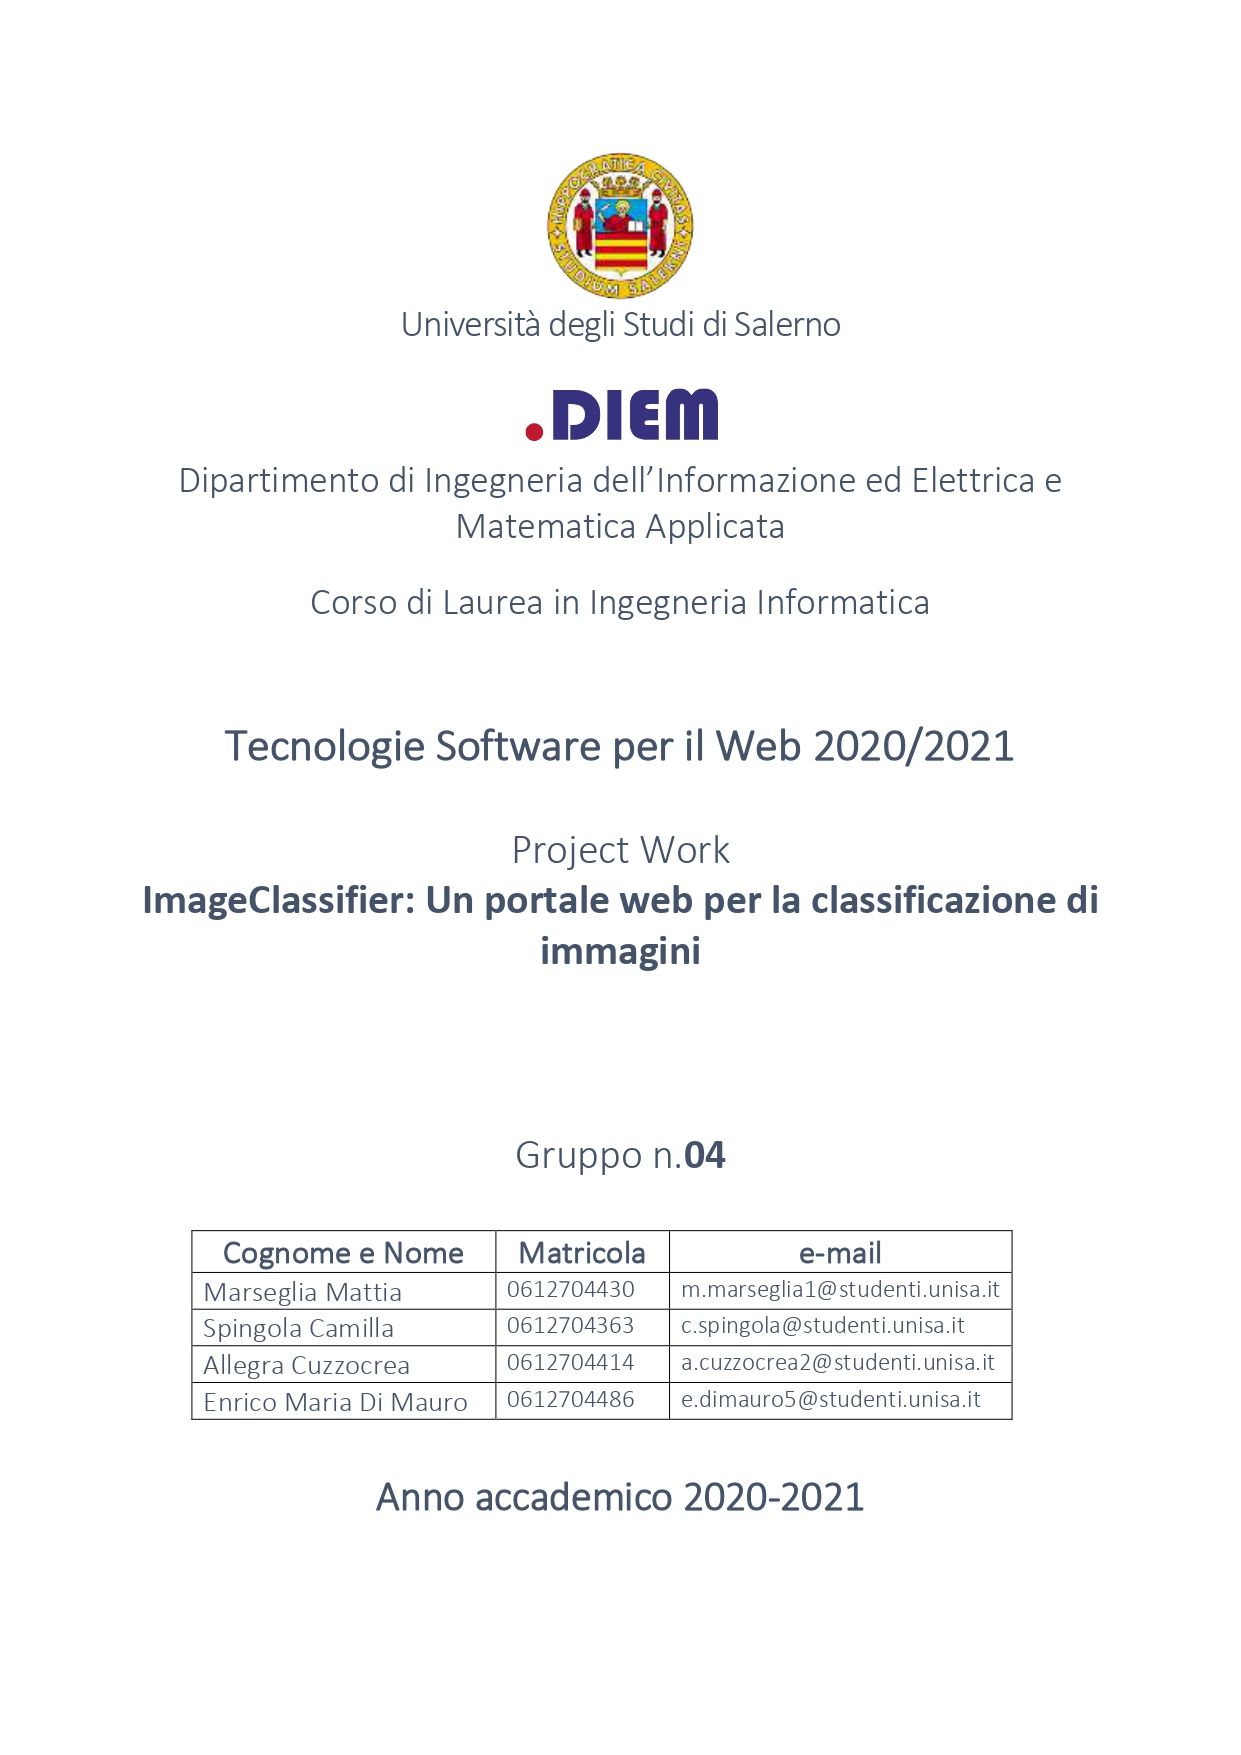 HIPPOCRATICA CIVITAS
STUDIUM SALERNI
Università degli Studi di Salerno
.DIEM
Dipartimento di Ingegneria dell’Informazione ed Elettrica e
Matematica Applicata
Corso di Laurea in Ingegneria Informatica
Tecnologie Software per il Web 2020/2021
Project Work
ImageClassifier: Un portale web per la classificazione di
immagini
Gruppo n.04
Cognome e Nome Matricola e-mail
Marseglia Mattia 0612704430 m.marseglia1@studenti.unisa.it
Spingola Camilla 0612704363 c.spingola@studenti.unisa.it
Allegra Cuzzocrea 0612704414 a.cuzzocrea2@studenti.unisa.it
Enrico Maria Di Mauro 0612704486 e.dimauro5@studenti.unisa.it
Anno accademico 2020-2021